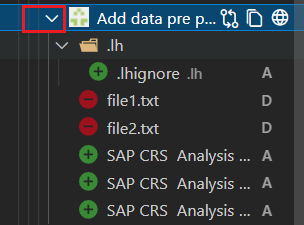 Add data pre p...
.lh
.lhignore .lh A
file1.txt D
file2.txt D
SAP CRS Analysis ... A
SAP CRS Analysis ... A
SAP CRS Analysis ... A